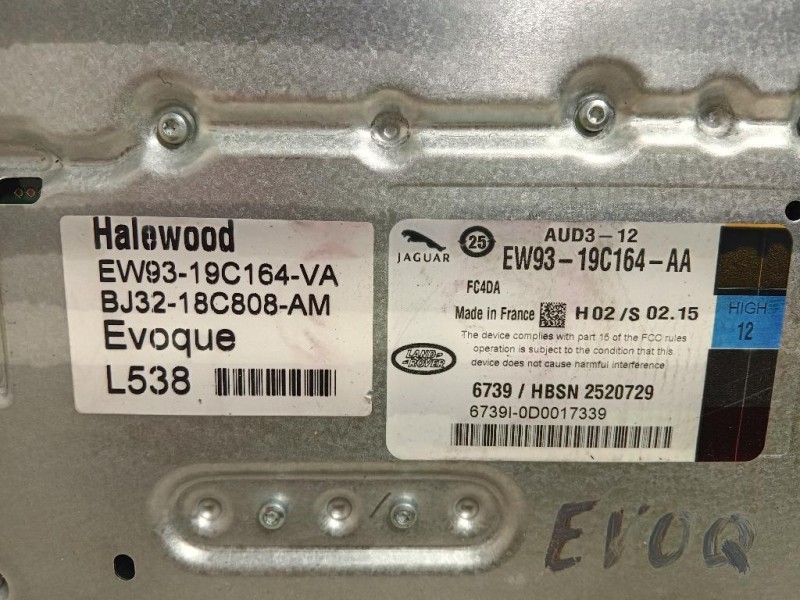 Halewood
EW93-19C164-VA
BJ32-18C808-AM
Evoque
L538
JAGUAR
25
AUD3-12
EW93-19C164-AA
FC4DA
Made in France
H02/S 02.15
The device complies with part 15 of the FCC rules
operation is subject to the condition that this
device does not cause harmful interference
LAND-
ROVER
6739 / HBSN 2520729
6739I-0D0017339
HIGH
12
EVOQ